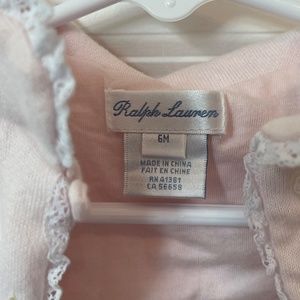 Ralph Lauren
6M
MADE IN CHINA
FAIT EN CHINE
RN 41381
CA 56658